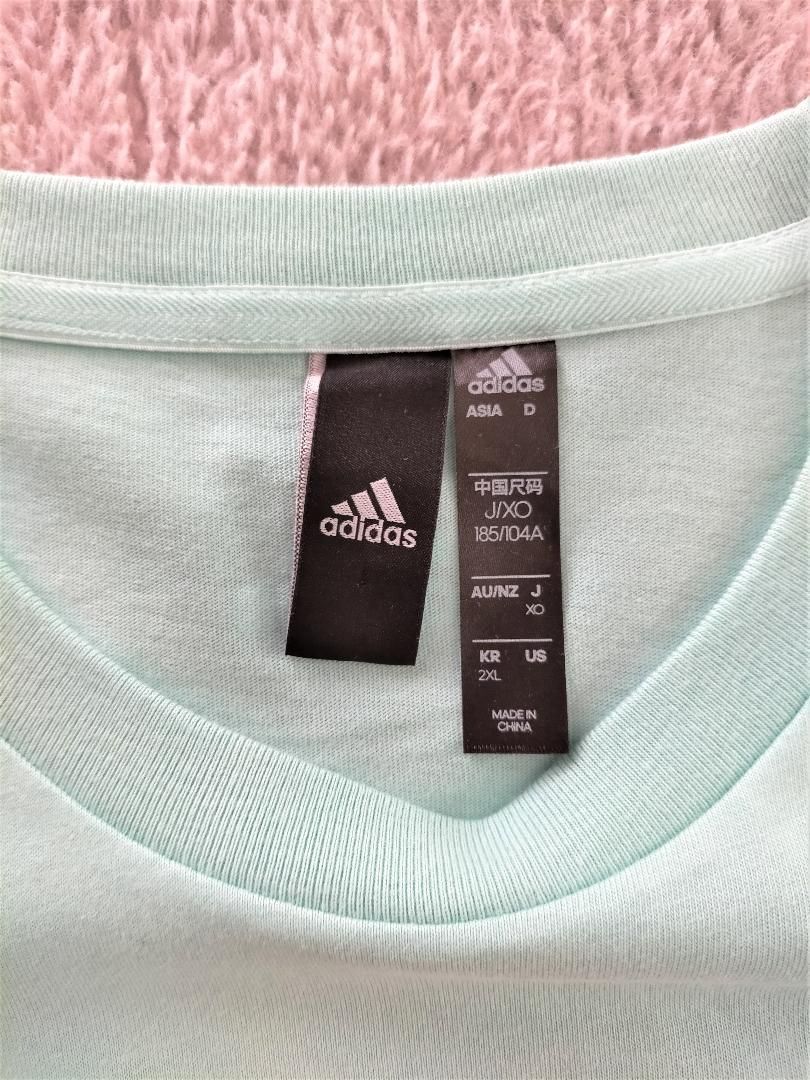 adidas
adidas
ASIA D
中国尺码
J/XO
185/104A
AU/NZ J
XO
KR US
2XL
MADE IN
CHINA